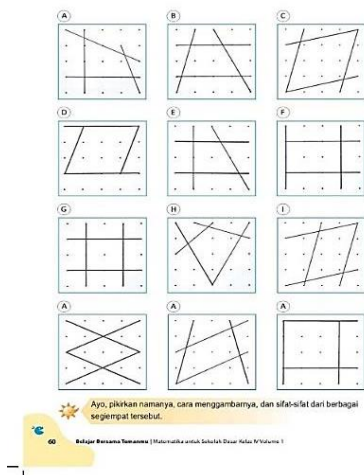 A B C
D E F
G H I
A A A
Ayo, pikirkan namanya, cara menggambarnya, dan sifat-sifat dari berbagai
segiempat tersebut.
60 Belajar Bersama Temanmu | Matematika untuk Sekolah Dasar Kelas IV Volume 1